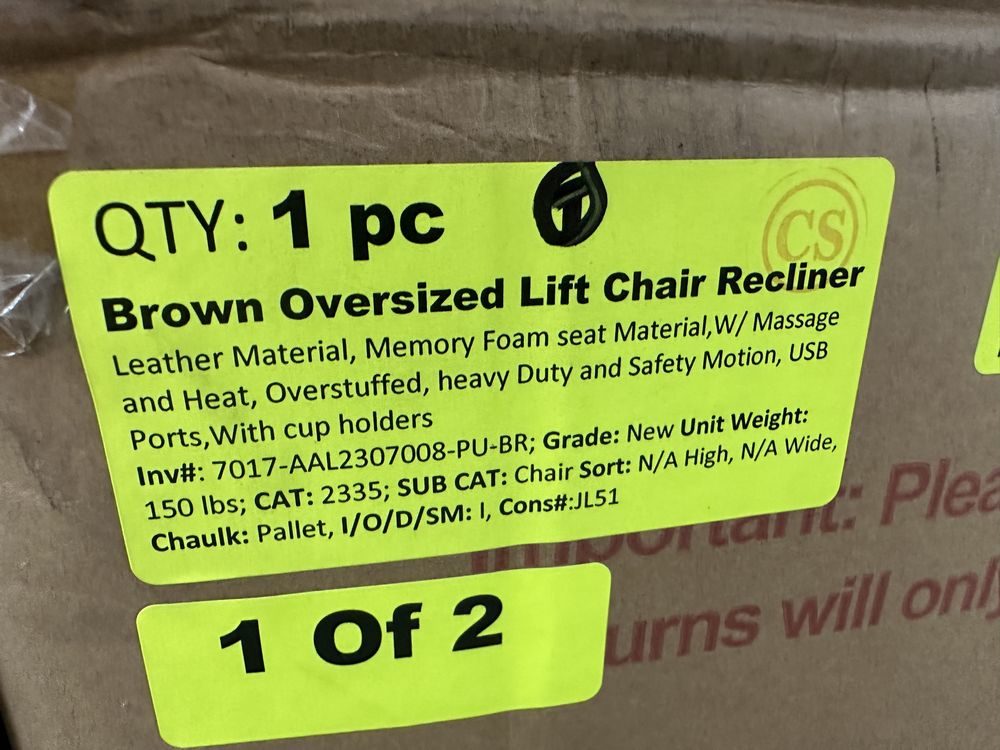 QTY: 1 pc
CS
Brown Oversized Lift Chair Recliner
Leather Material, Memory Foam seat Material,W/ Massage
and Heat, Overstuffed, heavy Duty and Safety Motion, USB
Ports,With cup holders
Inv#: 7017-AAL2307008-PU-BR; Grade: New Unit Weight:
150 lbs; CAT: 2335; SUB CAT: Chair Sort: N/A High, N/A Wide,
Chaulk: Pallet, I/O/D/SM: I, Cons#:JL51
Important: Plea
urns will only
1 Of 2